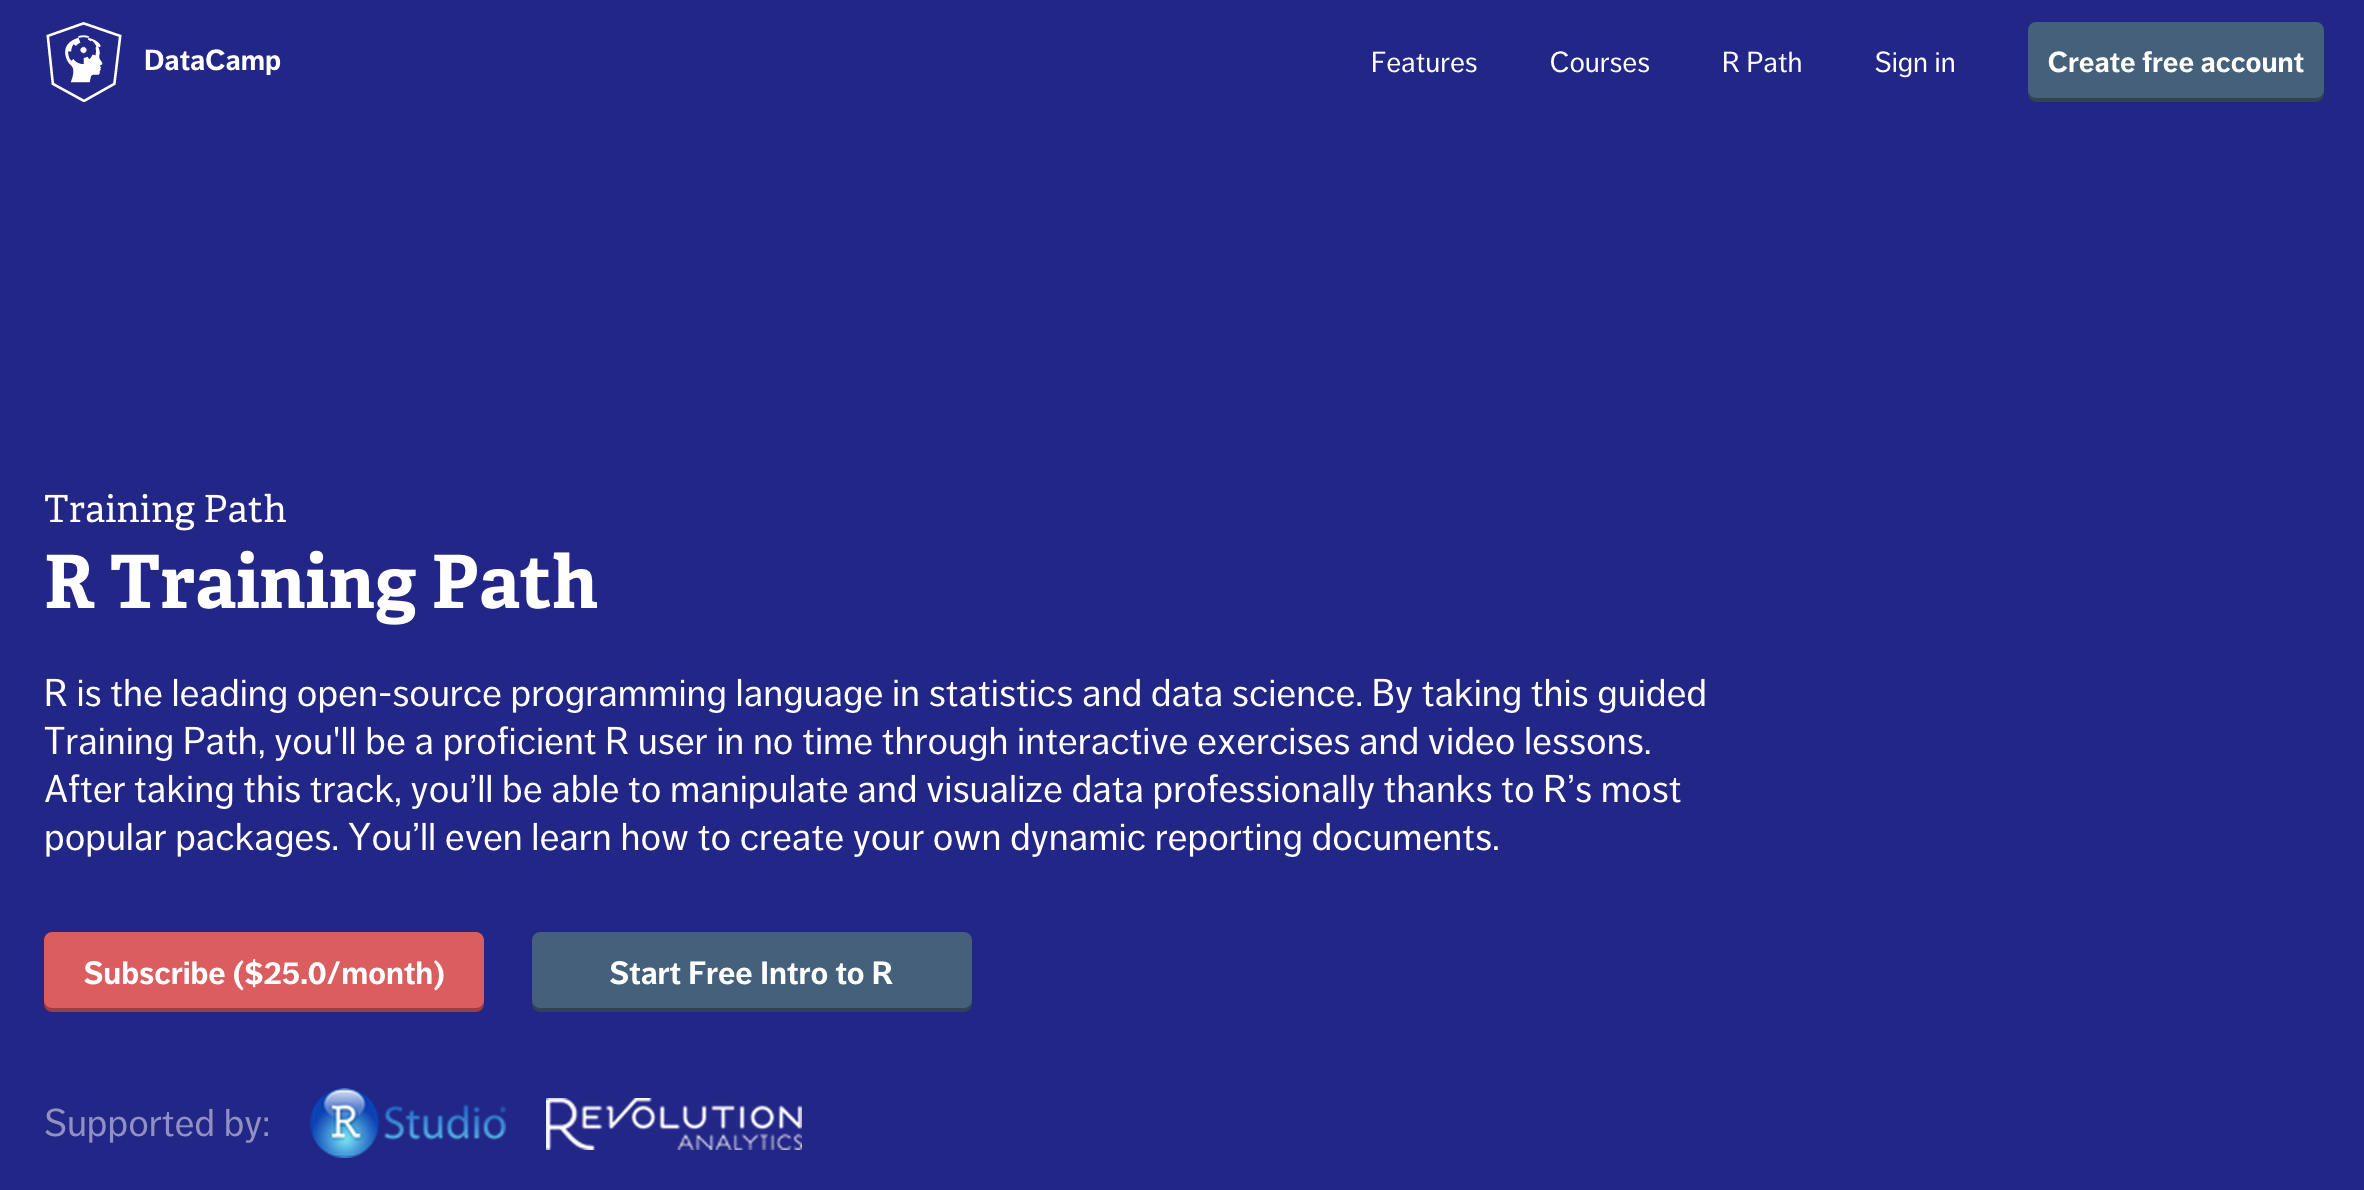 DataCamp
Features
Courses
R Path
Sign in
Create free account
Training Path
R Training Path
R is the leading open-source programming language in statistics and data science. By taking this guided
Training Path, you'll be a proficient R user in no time through interactive exercises and video lessons.
After taking this track, you’ll be able to manipulate and visualize data professionally thanks to R’s most
popular packages. You’ll even learn how to create your own dynamic reporting documents.
Subscribe ($25.0/month)
Start Free Intro to R
Supported by:
R Studio
REVOLUTION
ANALYTICS